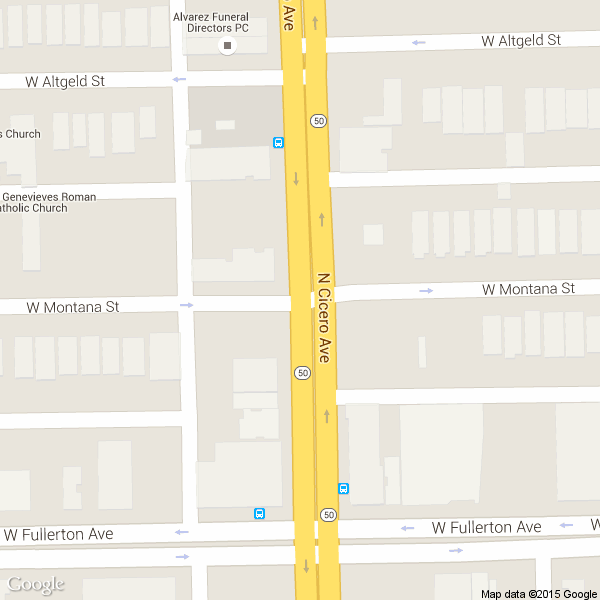 Alvarez Funeral
Directors PC
Ave
W Altgeld St
W Altgeld St
50
s Church
Genevieves Roman
atholic Church
N Cicero Ave
W Montana St
W Montana St
50
50
W Fullerton Ave
W Fullerton Ave
W
Google
Map data ©2015 Google